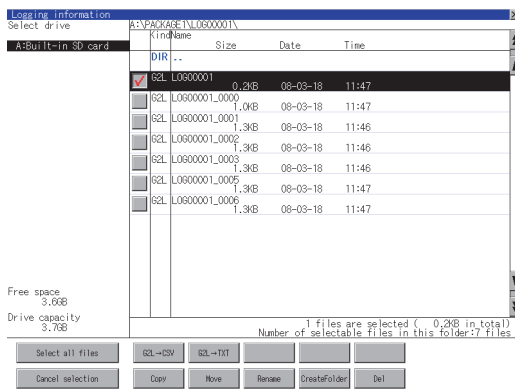 Logging information
Select drive
A:\PACKAGE1\LOG00001\
Kind Name
Size Date Time
A:Built-in SD card
DIR ..
G2L LOG00001
0.2KB 08-03-18 11:47
G2L LOG00001_0000
1.0KB 08-03-18 11:47
G2L LOG00001_0001
1.3KB 08-03-18 11:46
G2L LOG00001_0002
1.3KB 08-03-18 11:46
G2L LOG00001_0003
1.3KB 08-03-18 11:46
G2L LOG00001_0005
1.3KB 08-03-18 11:47
G2L LOG00001_0006
1.3KB 08-03-18 11:47
Free space
3.6GB
Drive capacity
3.7GB
1 files are selected ( 0.2KB in total)
Number of selectable files in this folder:7 files
Select all files G2L→CSV G2L→TXT
Cancel selection Copy Move Rename CreateFolder Del